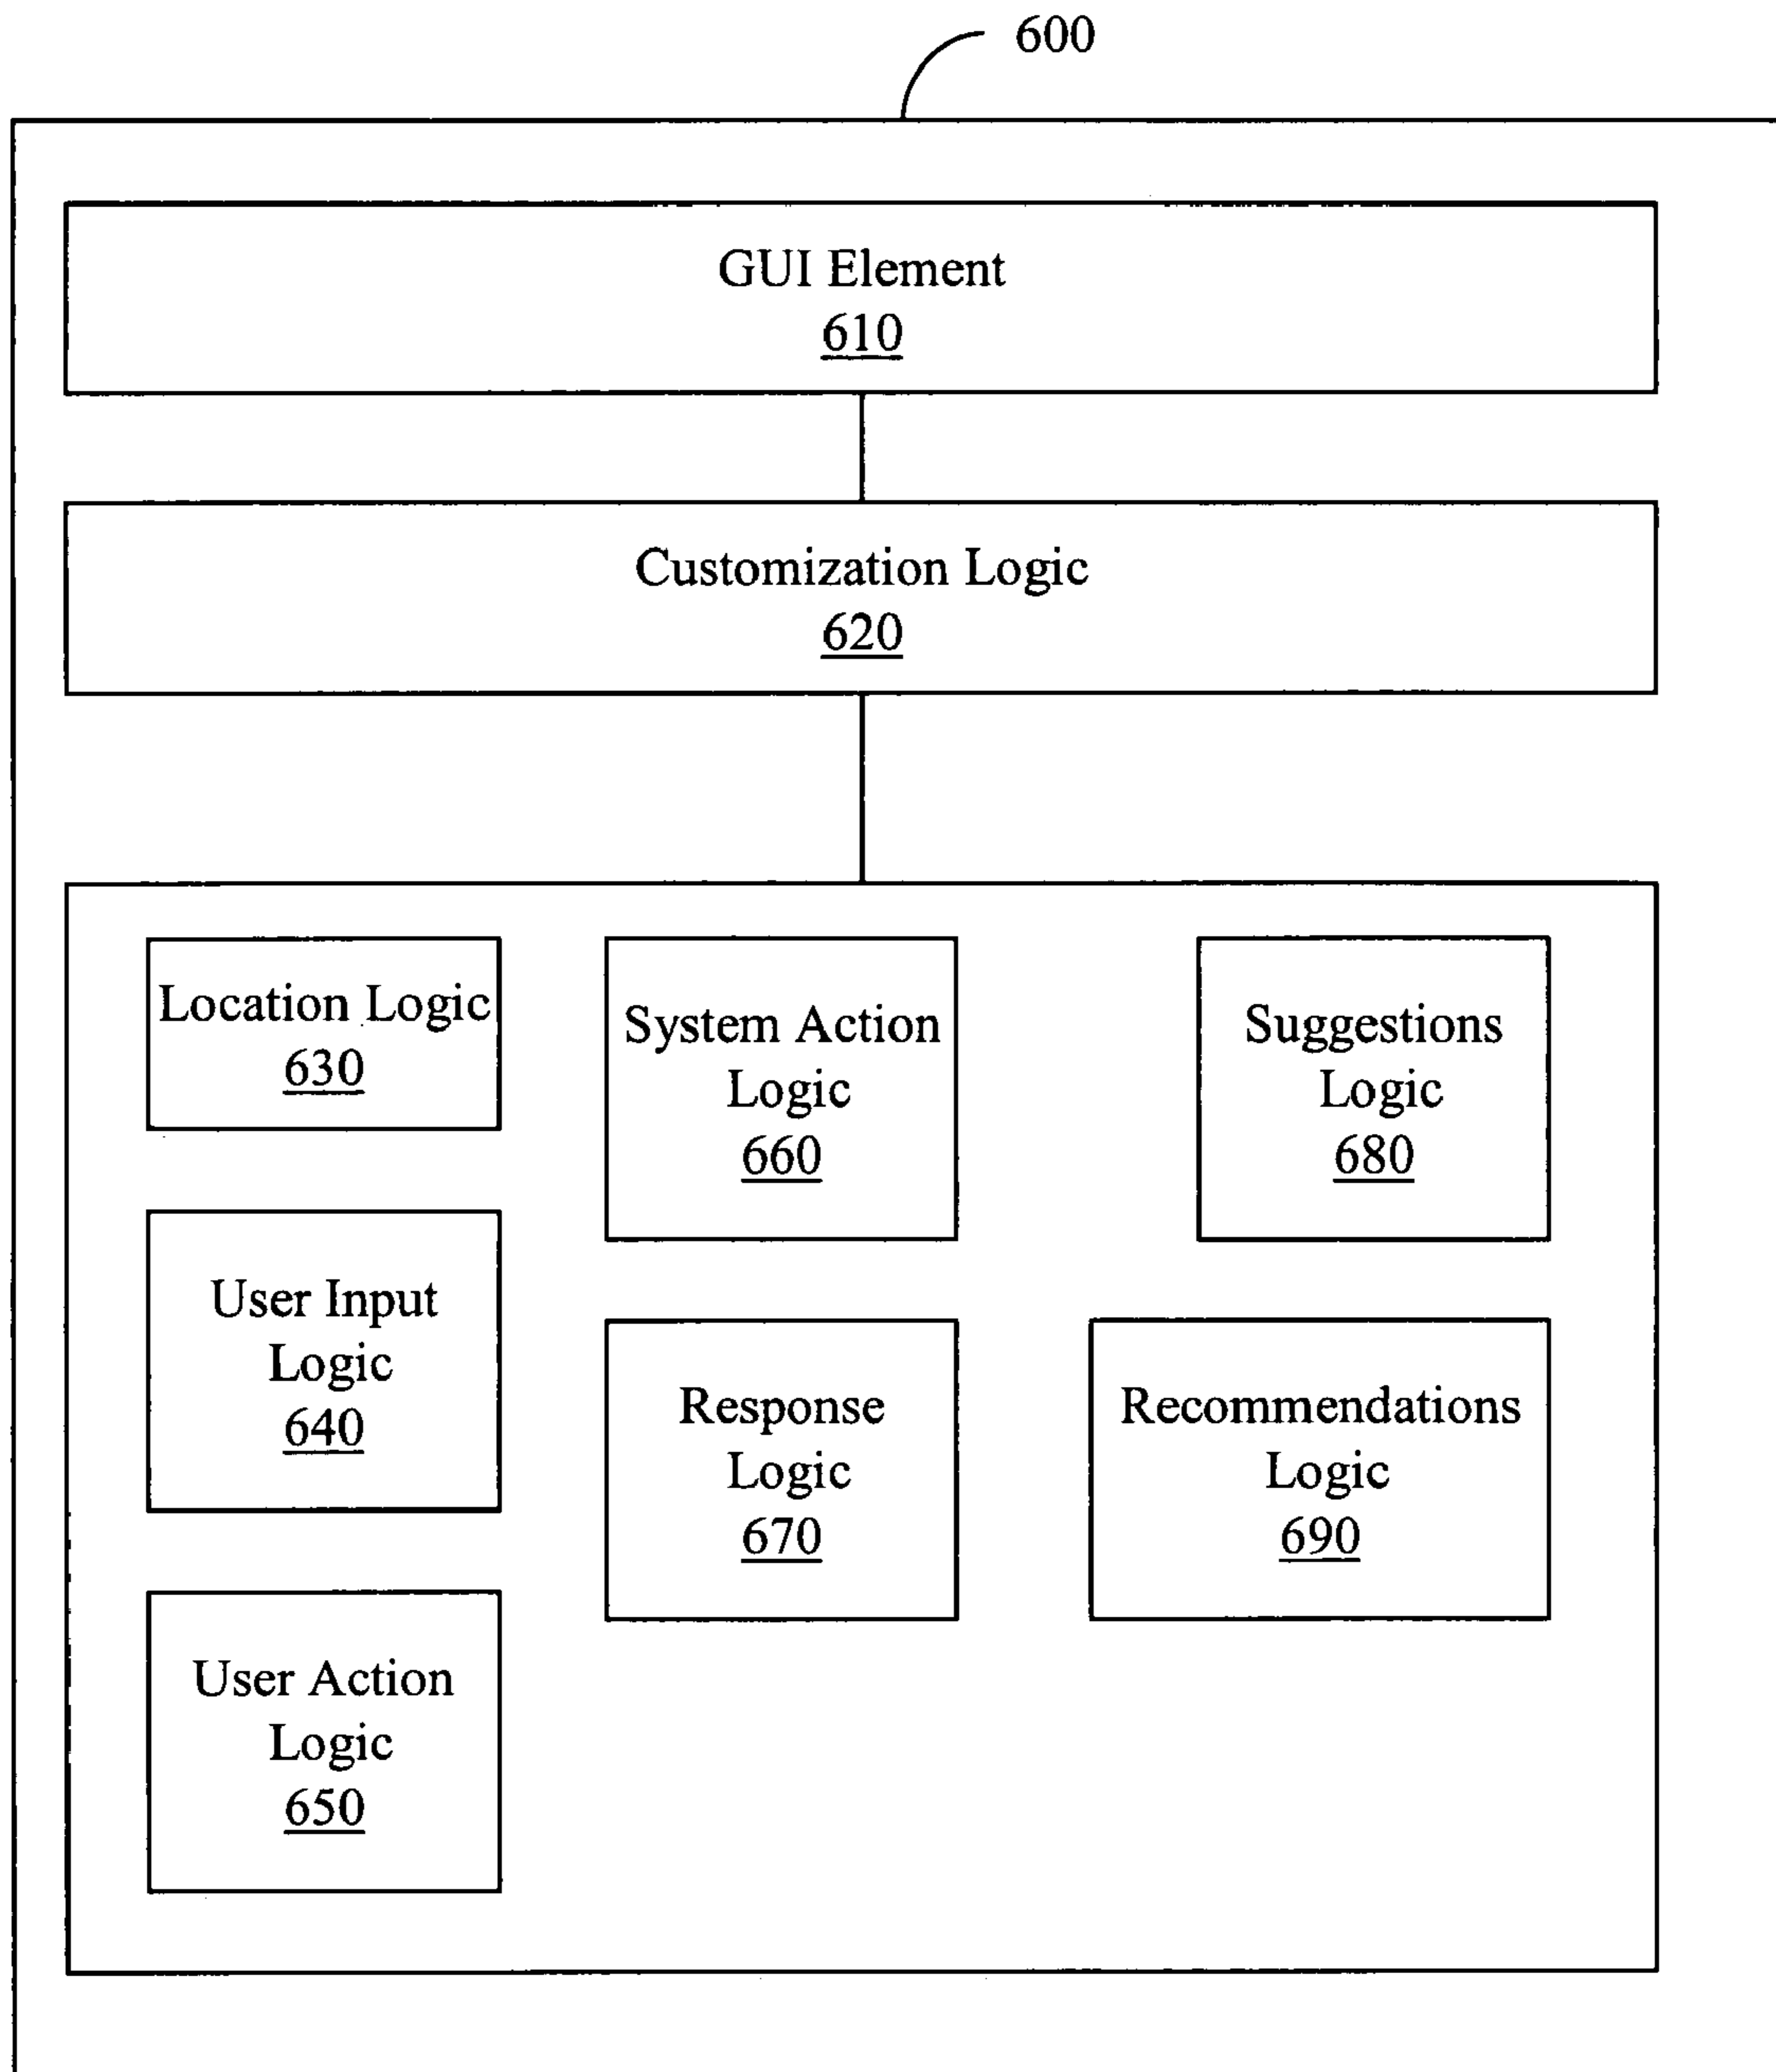 600
GUI Element
610
Customization Logic
620
Location Logic
630
User Input
Logic
640
User Action
Logic
650
System Action
Logic
660
Response
Logic
670
Suggestions
Logic
680
Recommendations
Logic
690